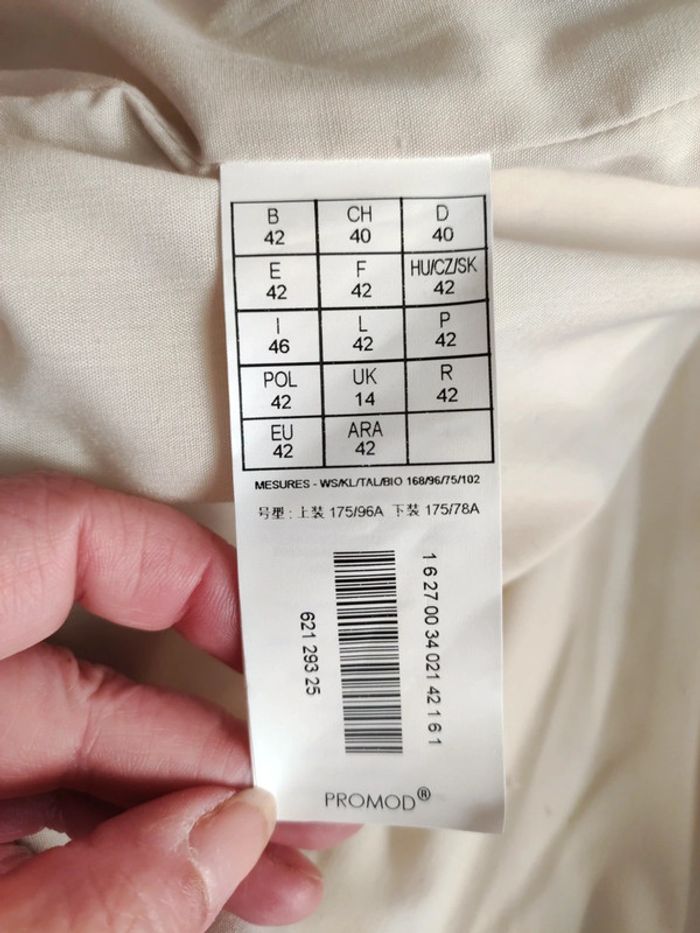 B CH D
42 40 40
E F HU/CZ/SK
42 42 42
I L P
46 42 42
POL UK R
42 14 42
EU ARA
42 42
MESURES - WS/KL/TAL/BIO 168/96/75/102
号型 : 上装 175/96A 下装 175/78A
1 6 27 00 34 021 42 1 6 1
621 293 25
PROMOD®